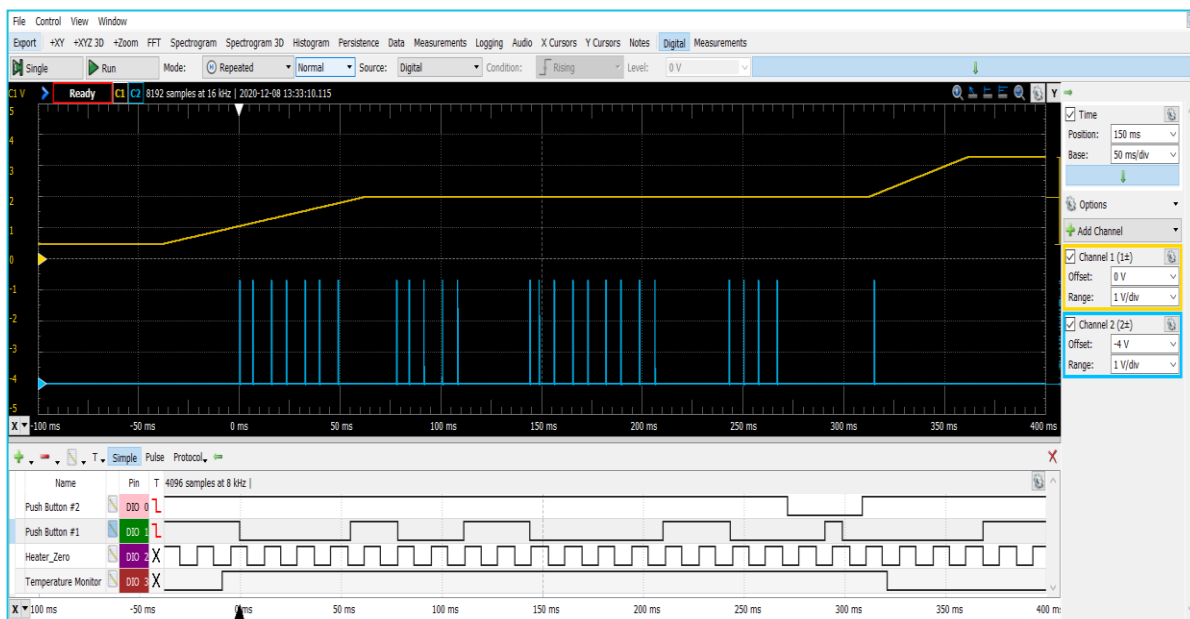 File Control View Window
Export +XY +XYZ 3D +Zoom FFT Spectrogram Spectrogram 3D Histogram Persistence Data Measurements Logging Audio X Cursors Y Cursors Notes Digital Measurements
Single Run Mode: Repeated Normal Source: Digital Condition: Rising Level: 0 V
C1 V Ready C1 C2 8192 samples at 16 kHz | 2020-12-08 13:33:10.115 Y
5
4
3
2
1
0
-1
-2
-3
-4
-5
X -100 ms -50 ms 0 ms 50 ms 100 ms 150 ms 200 ms 250 ms 300 ms 350 ms 400 ms
Time
Position: 150 ms
Base: 50 ms/div
Options
Add Channel
Channel 1 (1±)
Offset: 0 V
Range: 1 V/div
Channel 2 (2±)
Offset: -4 V
Range: 1 V/div
T Simple Pulse Protocol X
Name Pin T 4096 samples at 8 kHz |
Push Button #2 DIO 0
Push Button #1 DIO 1
Heater_Zero DIO 2 X
Temperature Monitor DIO 3 X
X 100 ms -50 ms 0 ms 50 ms 100 ms 150 ms 200 ms 250 ms 300 ms 350 ms 400 m